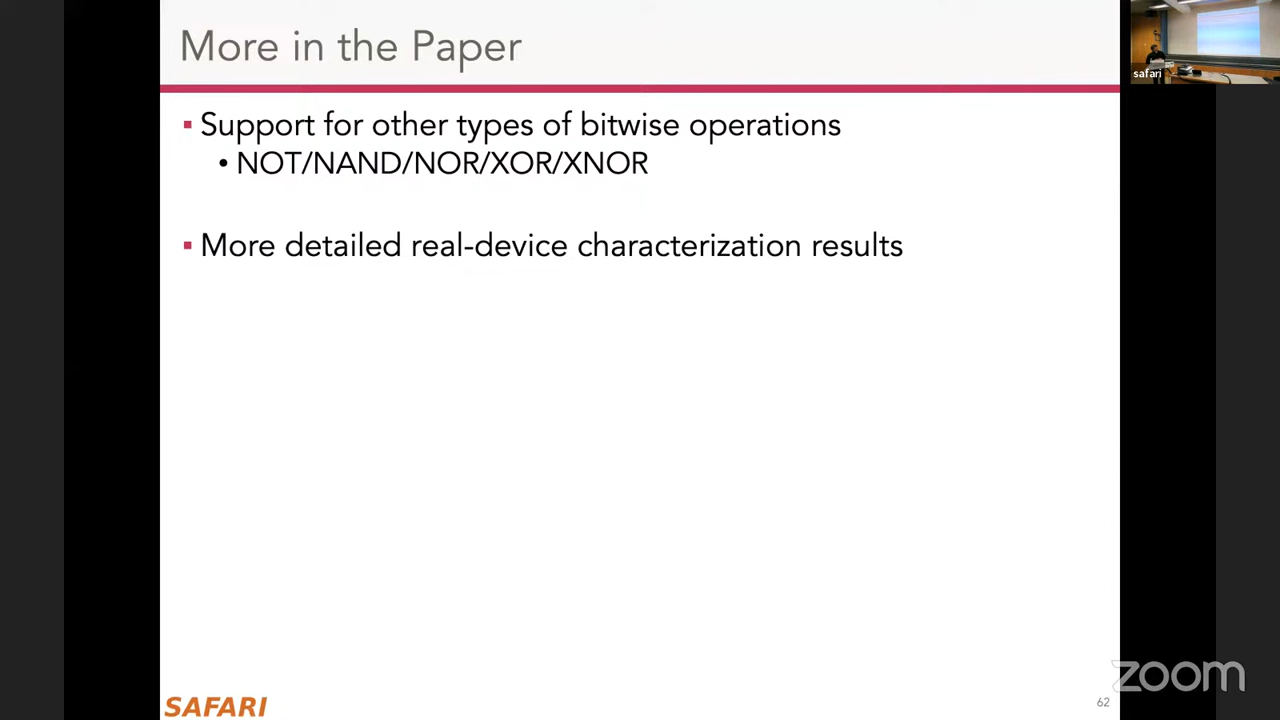 More in the Paper
safari
▪ Support for other types of bitwise operations
• NOT/NAND/NOR/XOR/XNOR
▪ More detailed real-device characterization results
zoom
SAFARI
62